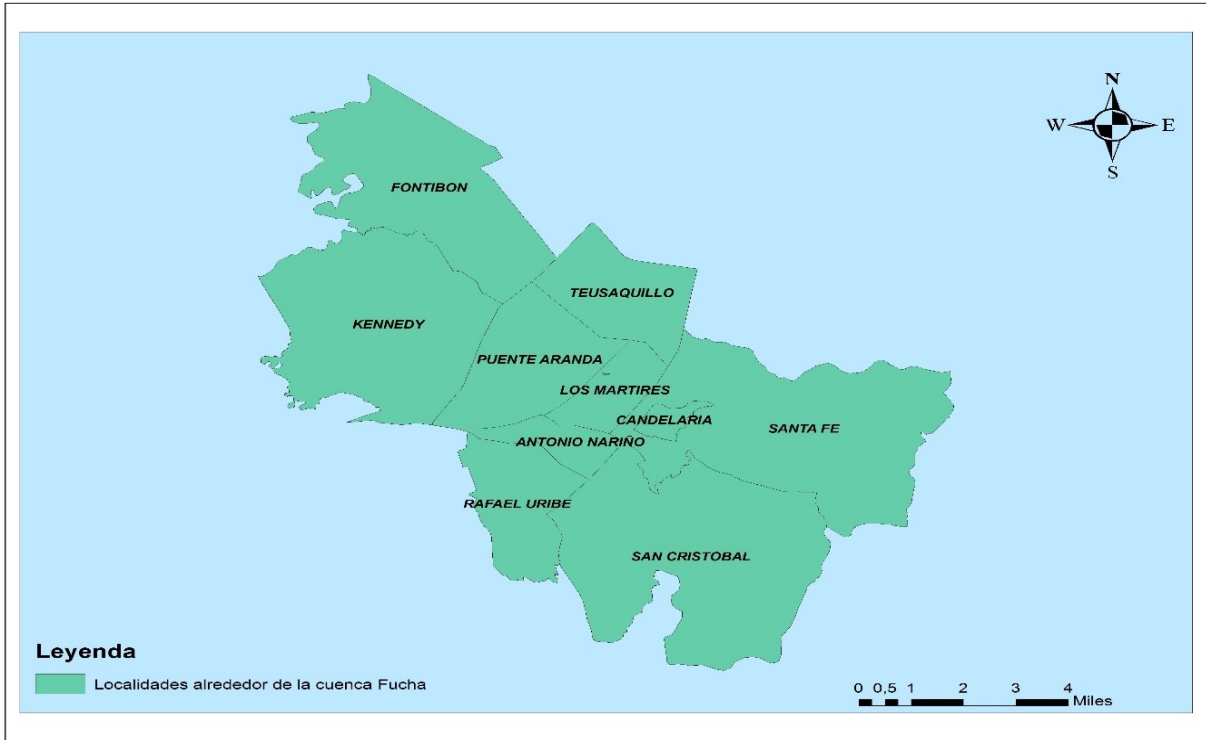 N
W E
S
FONTIBON
TEUSAQUILLO
KENNEDY
PUENTE ARANDA
LOS MARTIRES
CANDELARIA
SANTA FE
ANTONIO NARIÑO
RAFAEL URIBE
SAN CRISTOBAL
Leyenda
Localidades alrededor de la cuenca Fucha
0 0,5 1 2 3 4
Miles